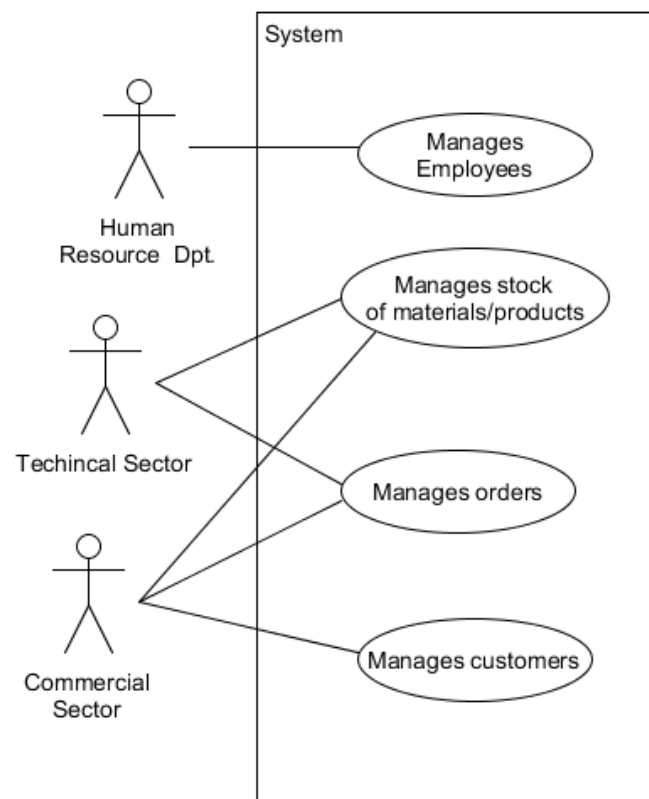 System
Manages
Employees
Human
Resource Dpt.
Manages stock
of materials/products
Techincal Sector
Manages orders
Commercial
Sector
Manages customers